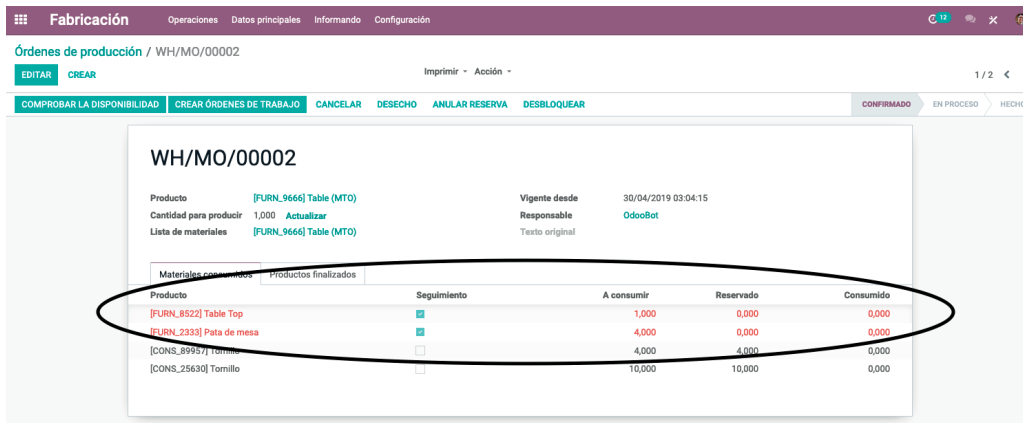 Fabricación Operaciones Datos principales Informando Configuración 12
Órdenes de producción / WH/MO/00002
EDITAR CREAR Imprimir Acción 1 / 2
COMPROBAR LA DISPONIBILIDAD CREAR ÓRDENES DE TRABAJO CANCELAR DESECHO ANULAR RESERVA DESBLOQUEAR CONFIRMADO EN PROCESO HECHO
WH/MO/00002
Producto [FURN_9666] Table (MTO) Vigente desde 30/04/2019 03:04:15
Cantidad para producir 1,000 Actualizar Responsable OdooBot
Lista de materiales [FURN_9666] Table (MTO) Texto original
Materiales consumidos Productos finalizados
Producto Seguimiento A consumir Reservado Consumido
[FURN_8522] Table Top 1,000 0,000 0,000
[FURN_2333] Pata de mesa 4,000 0,000 0,000
[CONS_89957] Tornillo 4,000 4,000 0,000
[CONS_25630] Tornillo 10,000 10,000 0,000